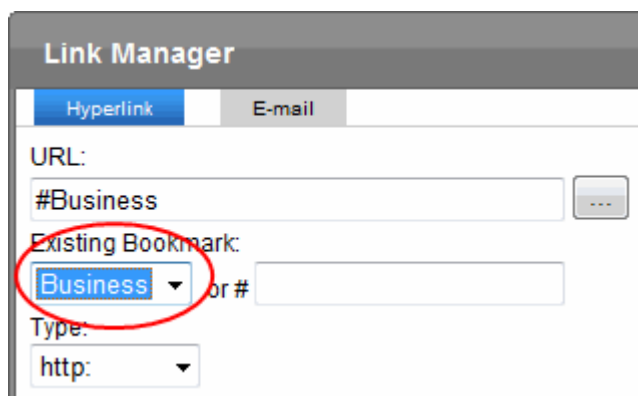 Link Manager
Hyperlink E-mail
URL:
#Business
...
Existing Bookmark:
Business or #
Type:
http: